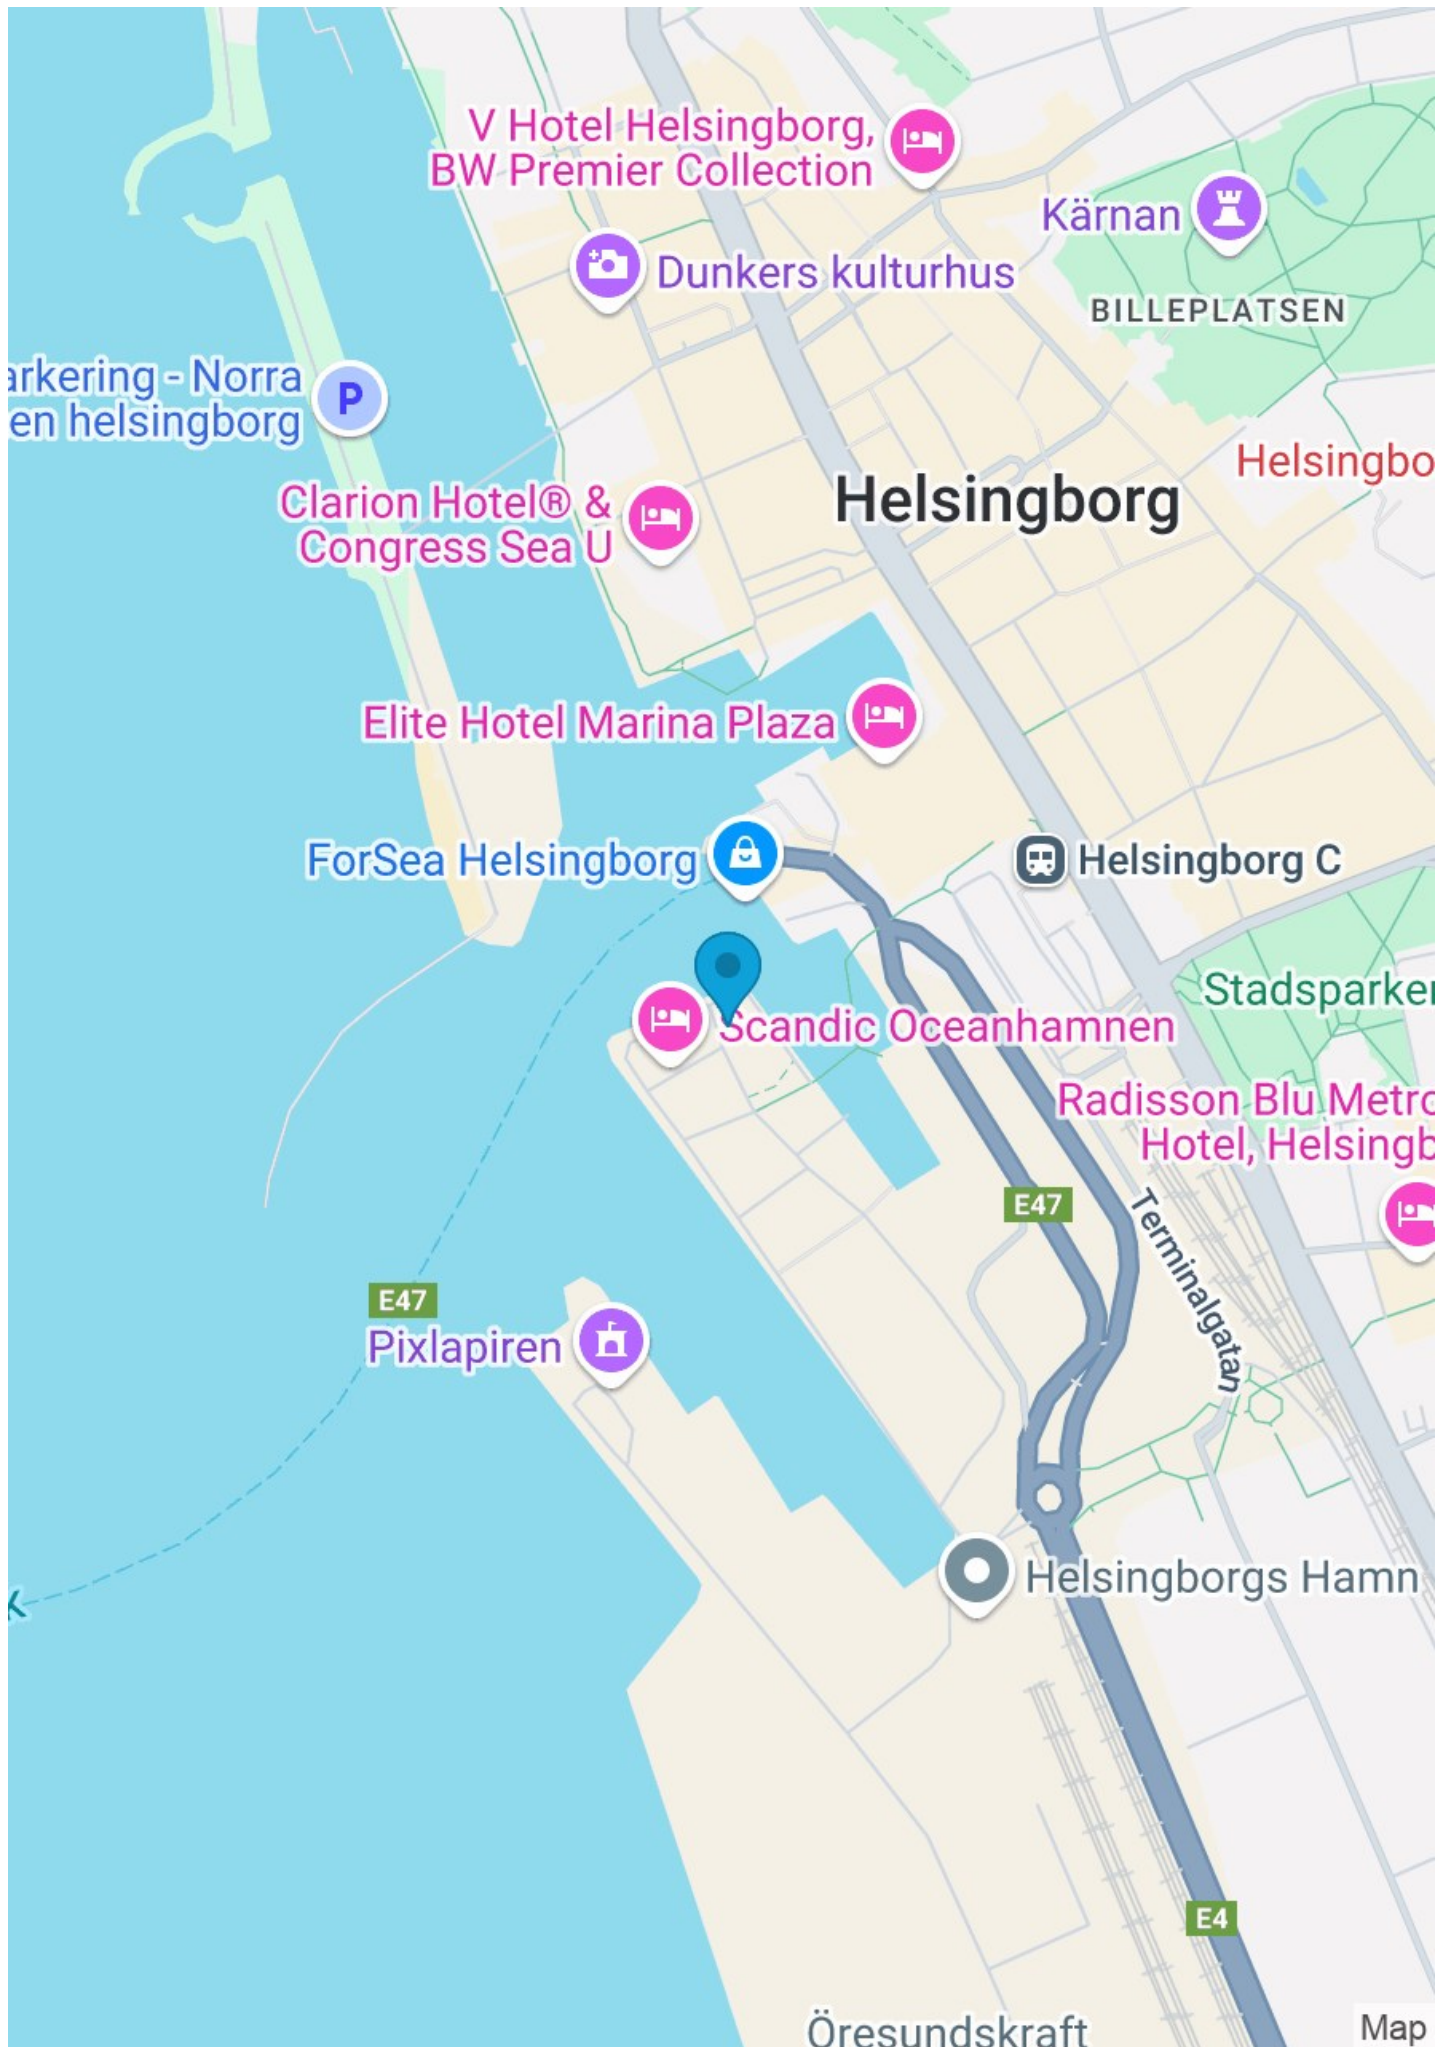 V Hotel Helsingborg,
BW Premier Collection
Kärnan
Dunkers kulturhus
BILLEPLATSEN
arkering - Norra
en helsingborg
P
Helsingbo
Clarion Hotel® &
Congress Sea U
Helsingborg
Elite Hotel Marina Plaza
ForSea Helsingborg
Helsingborg C
Stadsparken
Scandic Oceanhamnen
Radisson Blu Metro
Hotel, Helsingb
E47
Terminalgatan
E47
Pixlapiren
Helsingborgs Hamn
k
E4
Öresundskraft
Map